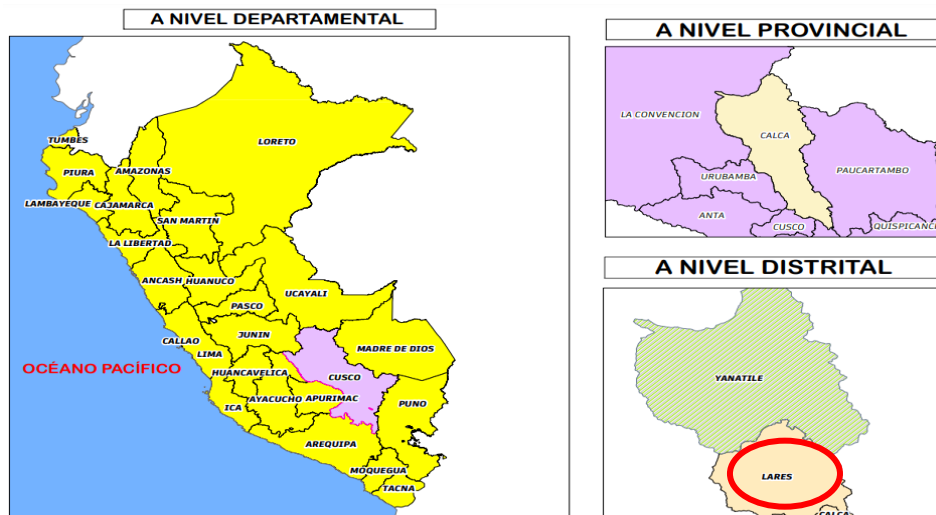 A NIVEL DEPARTAMENTAL
TUMBES
LORETO
PIURA
AMAZONAS
LAMBAYEQUE
CAJAMARCA
SAN MARTIN
LA LIBERTAD
ANCASH
HUANUCO
UCAYALI
PASCO
CALLAO
LIMA
JUNIN
MADRE DE DIOS
OCÉANO PACÍFICO
HUANCAVELICA
CUSCO
ICA
AYACUCHO
APURIMAC
PUNO
AREQUIPA
MOQUEGUA
TACNA
A NIVEL PROVINCIAL
LA CONVENCION
CALCA
URUBAMBA
PAUCARTAMBO
ANTA
CUSCO
QUISPICANC
A NIVEL DISTRITAL
YANATILE
LARES
CALCA